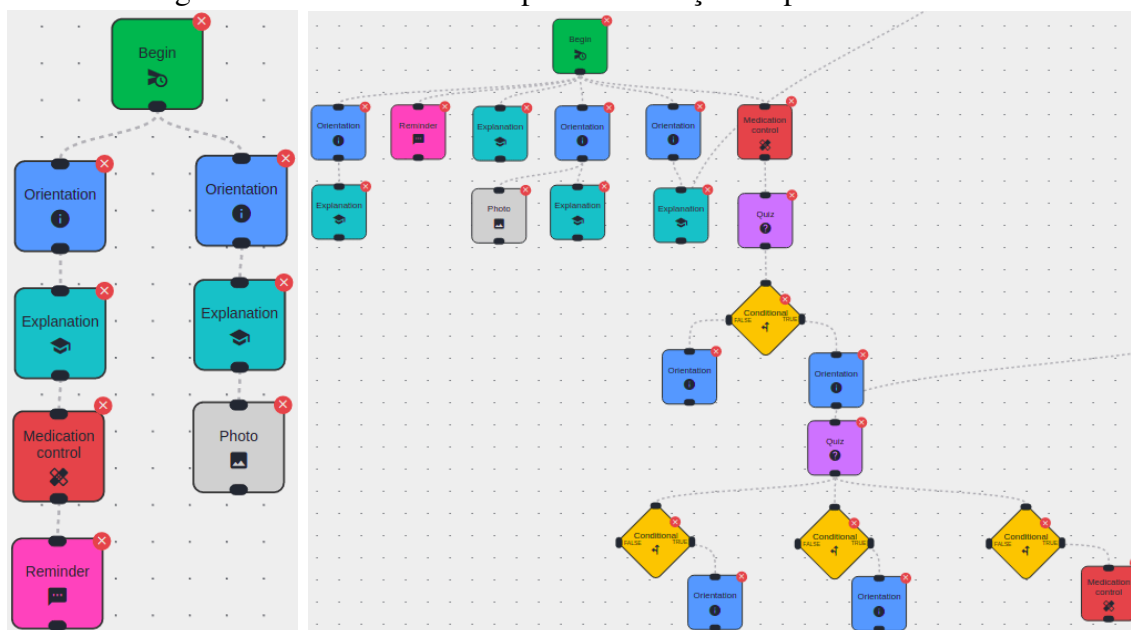 Begin
Orientation
Orientation
Explanation
Explanation
Medication
control
Photo
Reminder
Begin
Orientation
Reminder
Explanation
Orientation
Orientation
Medication
control
Explanation
Photo
Explanation
Explanation
Quiz
Conditional
FALSE
TRUE
Orientation
Orientation
Quiz
Conditional
FALSE
TRUE
Conditional
FALSE
TRUE
Conditional
FALSE
TRUE
Orientation
Orientation
Medication
control